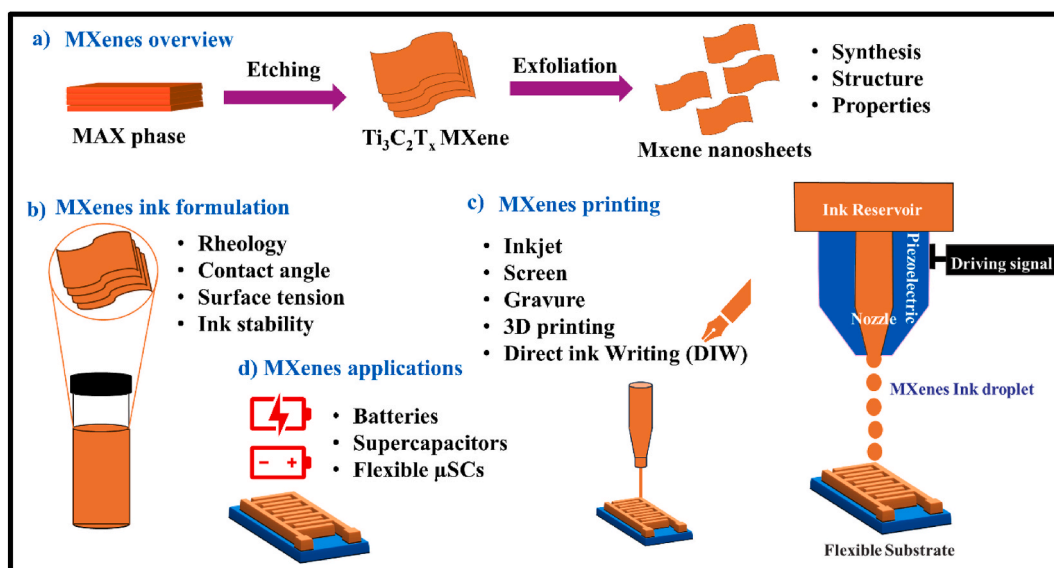 a) MXenes overview
Etching
Exfoliation
MAX phase
Ti₃C₂Tₓ MXene
Mxene nanosheets
• Synthesis
• Structure
• Properties
b) MXenes ink formulation
• Rheology
• Contact angle
• Surface tension
• Ink stability
c) MXenes printing
• Inkjet
• Screen
• Gravure
• 3D printing
• Direct ink Writing (DIW)
Ink Reservoir
Piezoelectric
Driving signal
Nozzle
MXenes Ink droplet
Flexible Substrate
d) MXenes applications
• Batteries
• Supercapacitors
• Flexible μSCs